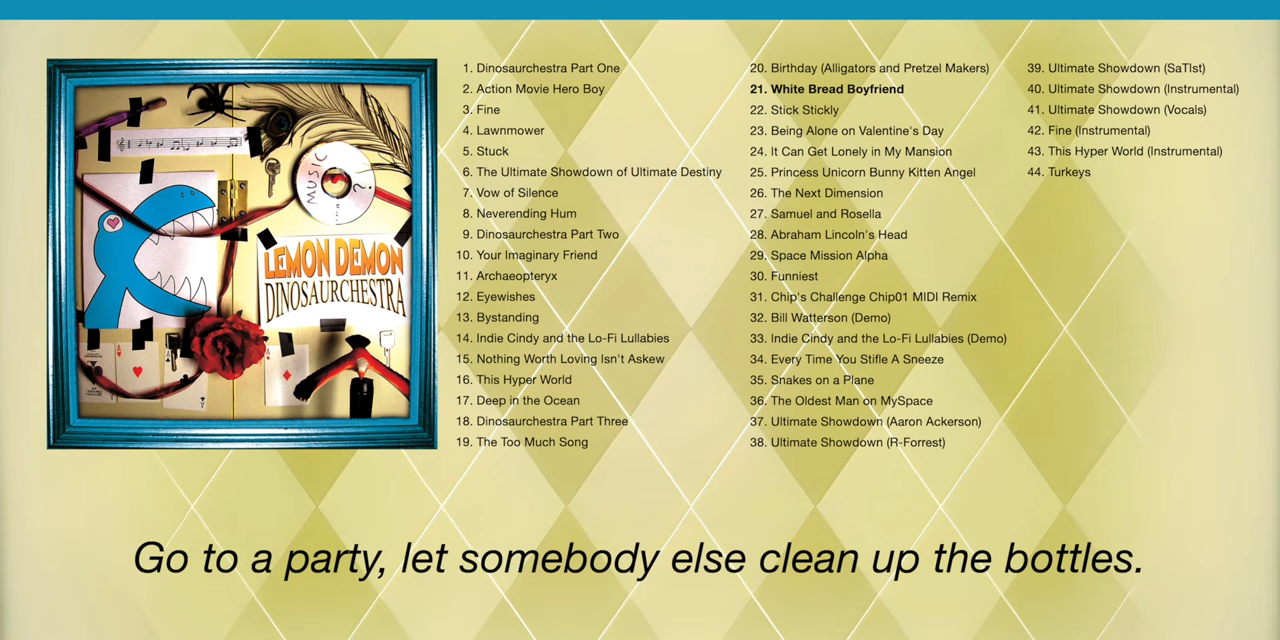 MUSIC
LEMON DEMON
DINOSAURCHESTRA
1. Dinosaurchestra Part One
2. Action Movie Hero Boy
3. Fine
4. Lawnmower
5. Stuck
6. The Ultimate Showdown of Ultimate Destiny
7. Vow of Silence
8. Neverending Hum
9. Dinosaurchestra Part Two
10. Your Imaginary Friend
11. Archaeopteryx
12. Eyewishes
13. Bystanding
14. Indie Cindy and the Lo-Fi Lullabies
15. Nothing Worth Loving Isn't Askew
16. This Hyper World
17. Deep in the Ocean
18. Dinosaurchestra Part Three
19. The Too Much Song
20. Birthday (Alligators and Pretzel Makers)
21. White Bread Boyfriend
22. Stick Stickly
23. Being Alone on Valentine's Day
24. It Can Get Lonely in My Mansion
25. Princess Unicorn Bunny Kitten Angel
26. The Next Dimension
27. Samuel and Rosella
28. Abraham Lincoln's Head
29. Space Mission Alpha
30. Funniest
31. Chip's Challenge Chip01 MIDI Remix
32. Bill Watterson (Demo)
33. Indie Cindy and the Lo-Fi Lullabies (Demo)
34. Every Time You Stifle A Sneeze
35. Snakes on a Plane
36. The Oldest Man on MySpace
37. Ultimate Showdown (Aaron Ackerson)
38. Ultimate Showdown (R-Forrest)
39. Ultimate Showdown (SaTIst)
40. Ultimate Showdown (Instrumental)
41. Ultimate Showdown (Vocals)
42. Fine (Instrumental)
43. This Hyper World (Instrumental)
44. Turkeys
Go to a party, let somebody else clean up the bottles.